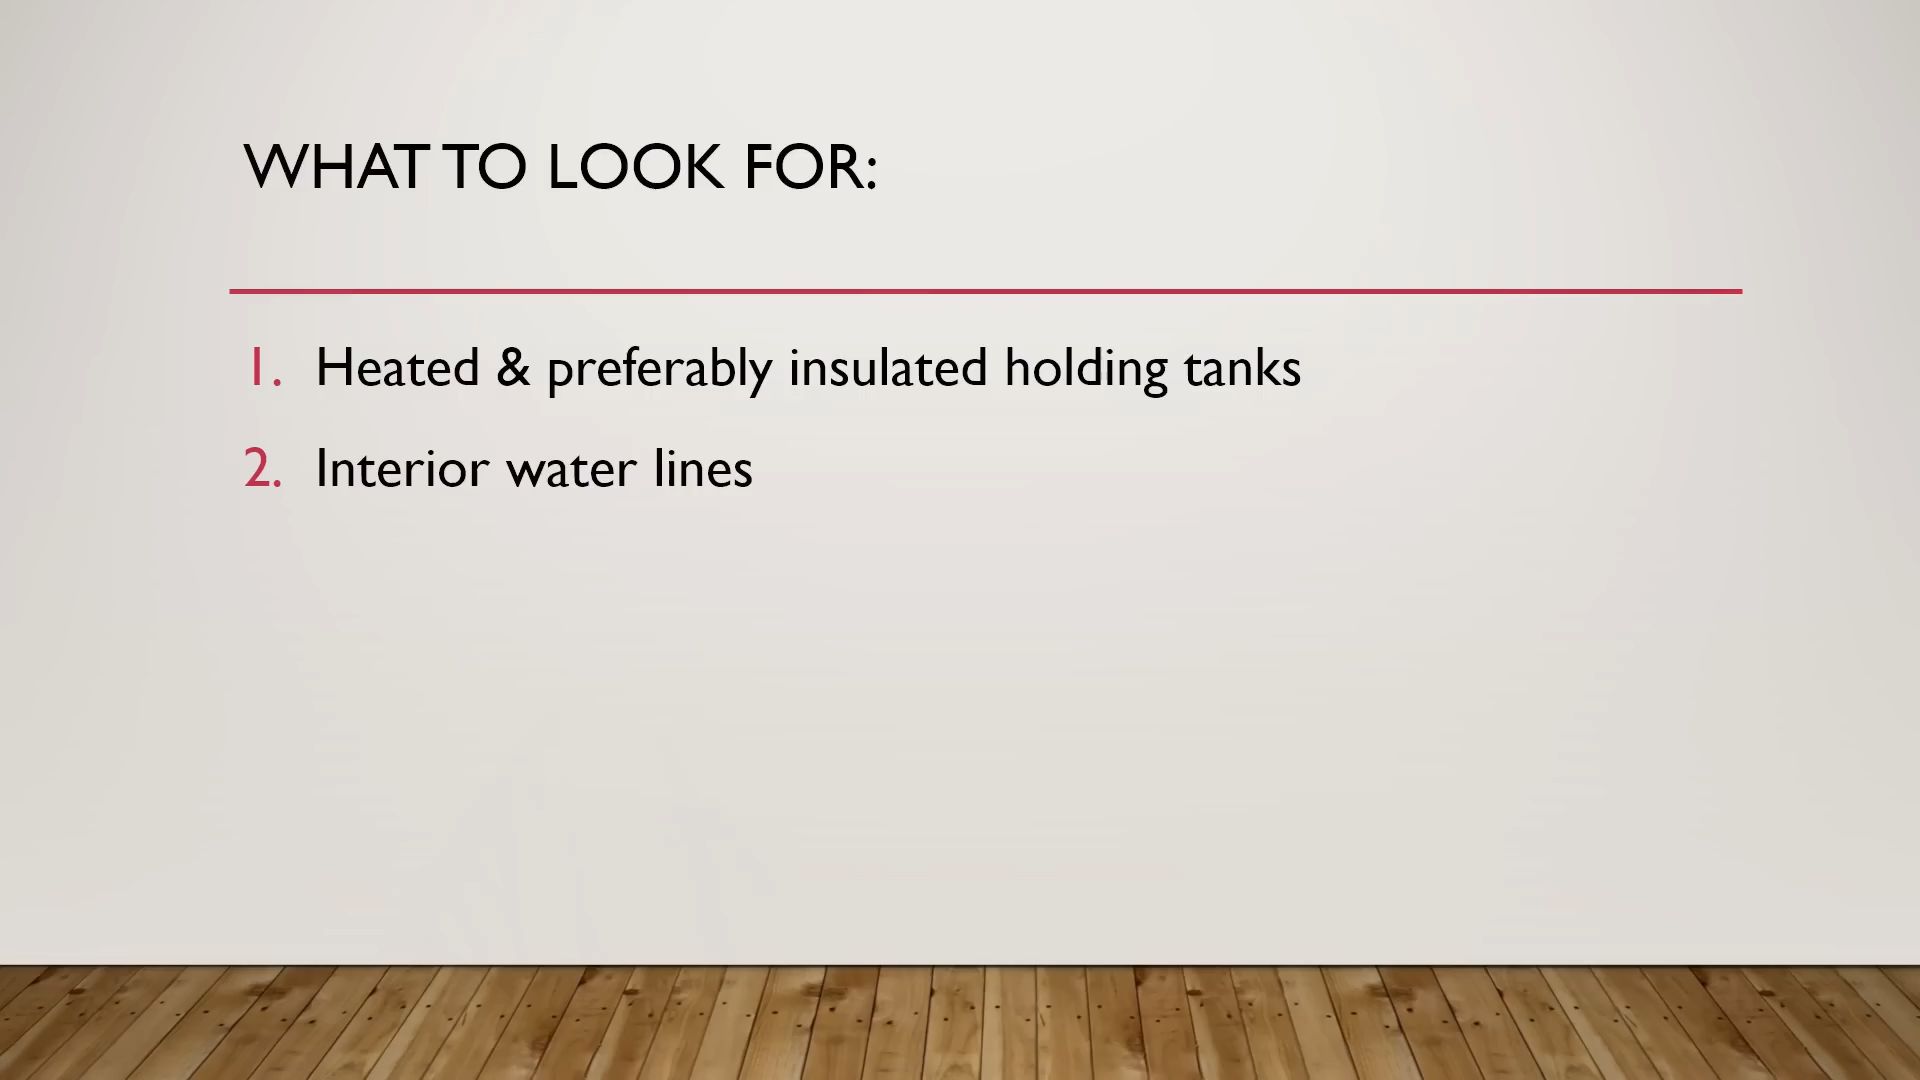 WHAT TO LOOK FOR:
1. Heated & preferably insulated holding tanks
2. Interior water lines